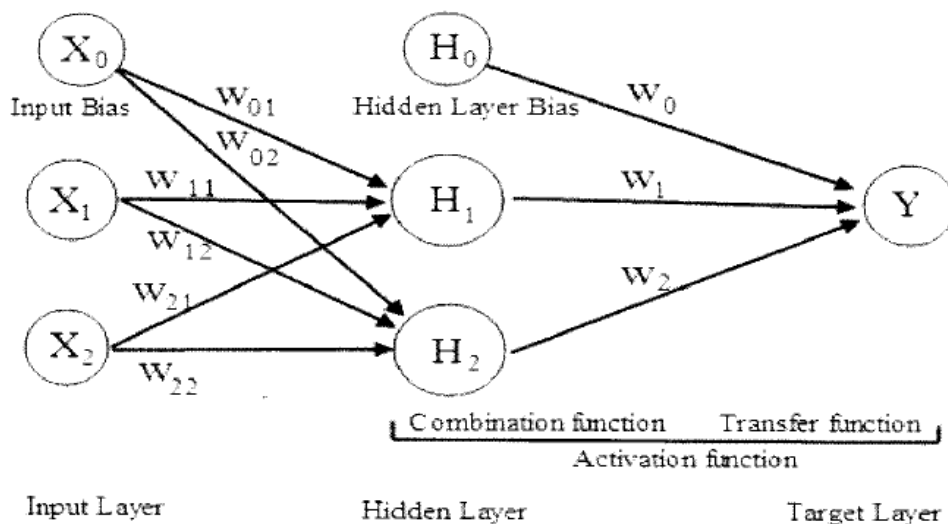 X0 H0
Input Bias Hidden Layer Bias
W01 W0
W02
X1 W11 H1 W1 Y
W12
W21 W2
X2 H2
W22
Combination function Transfer function
Activation function
Input Layer Hidden Layer Target Layer